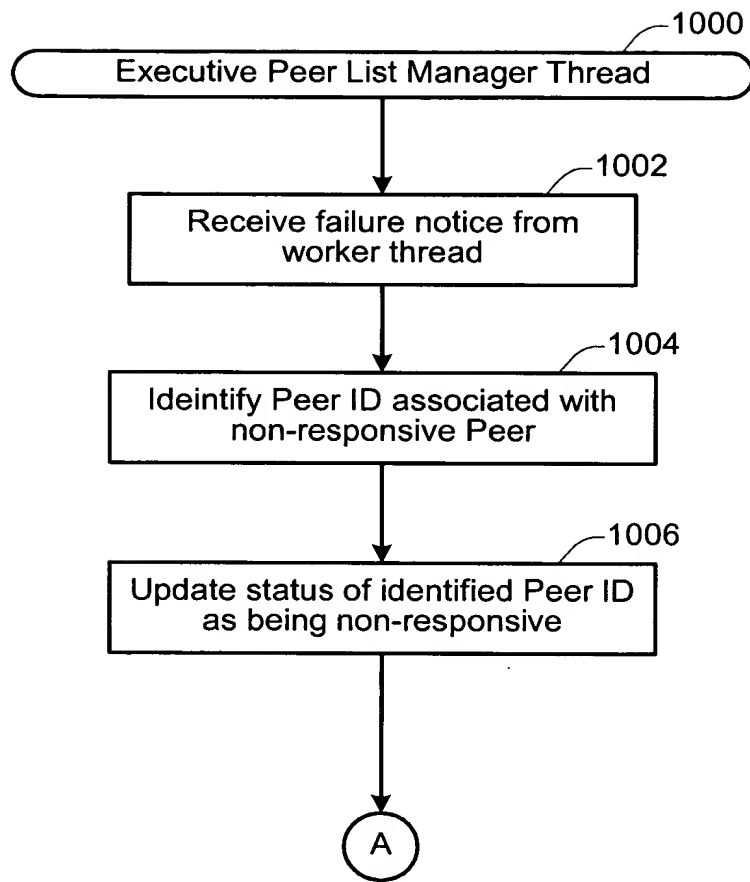 1000
Executive Peer List Manager Thread
1002
Receive failure notice from
worker thread
1004
Ideintify Peer ID associated with
non-responsive Peer
1006
Update status of identified Peer ID
as being non-responsive
A